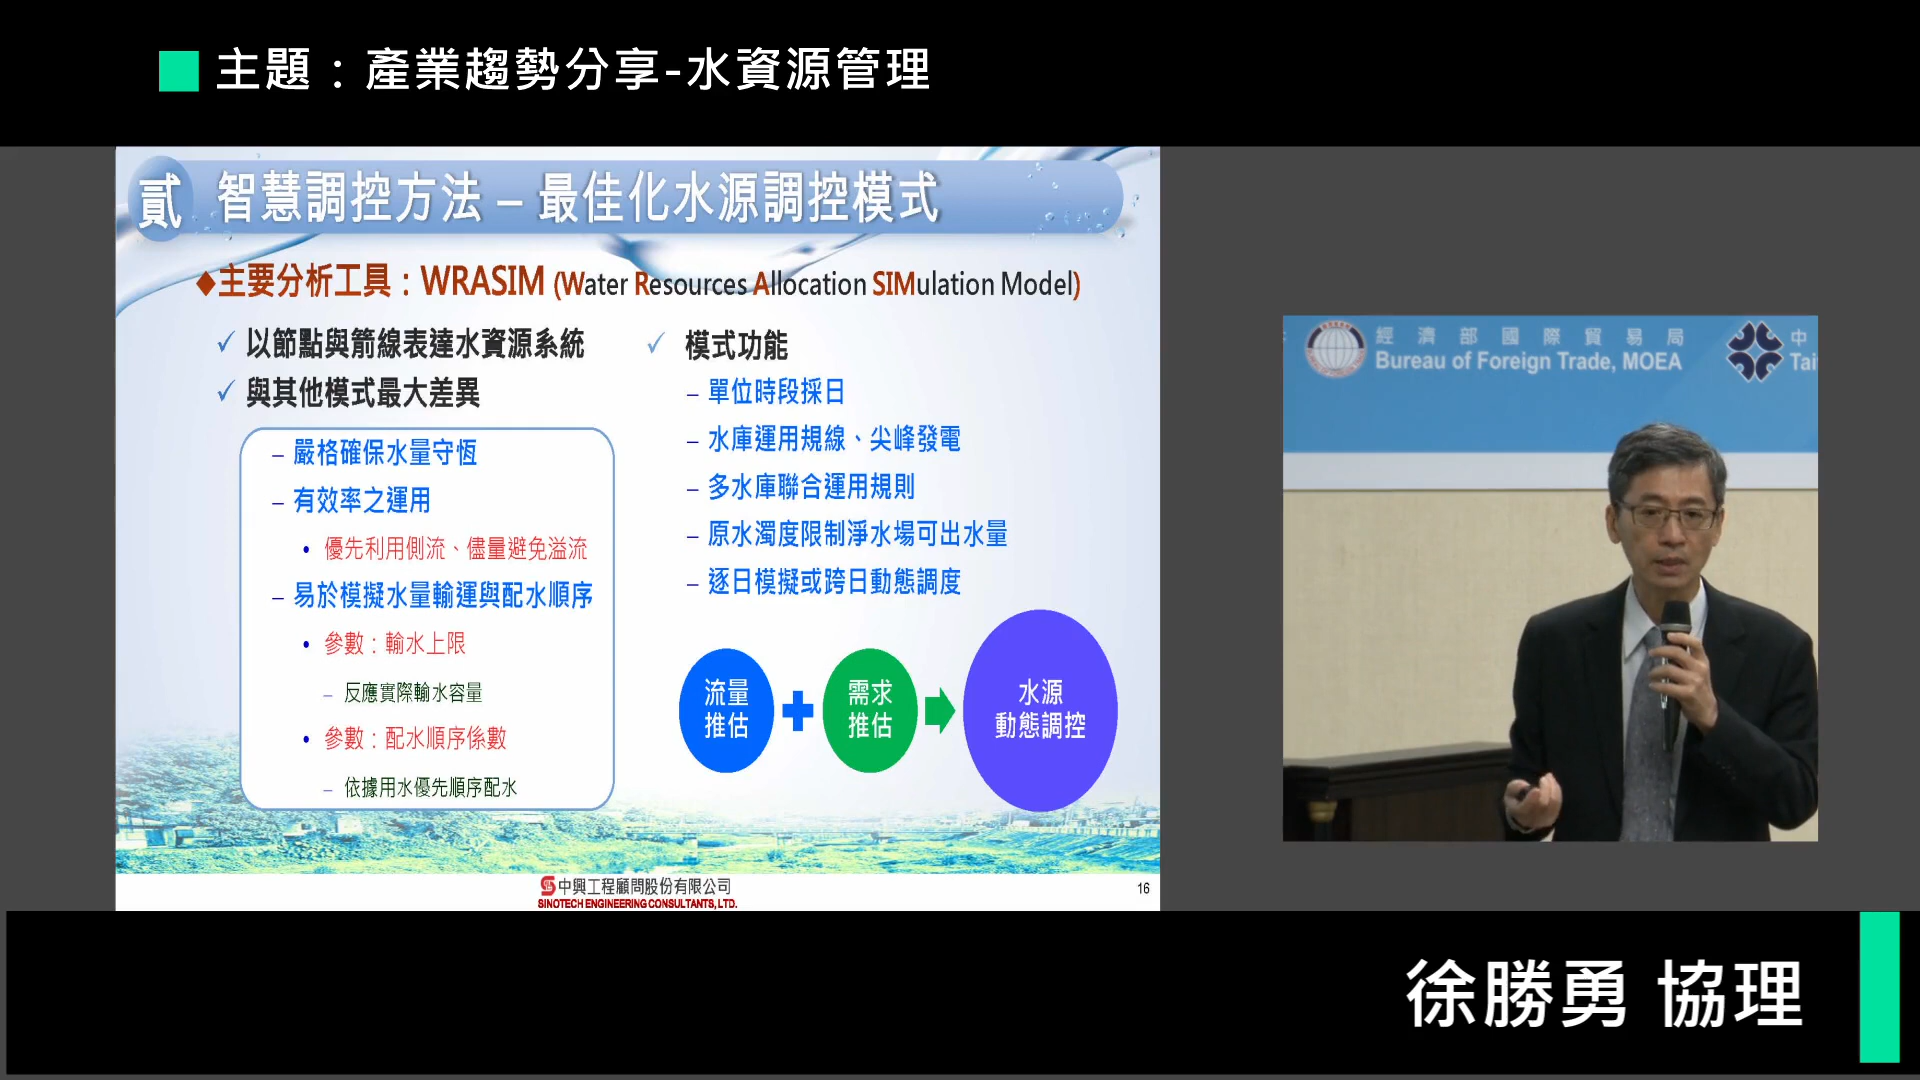 主題：產業趨勢分享-水資源管理
貳 智慧調控方法 – 最佳化水源調控模式
◆主要分析工具：WRASIM (Water Resources Allocation SIMulation Model)
✓ 以節點與箭線表達水資源系統
✓ 與其他模式最大差異
– 嚴格確保水量守恆
– 有效率之運用
• 優先利用側流、儘量避免溢流
– 易於模擬水量輸運與配水順序
• 參數：輸水上限
– 反應實際輸水容量
• 參數：配水順序係數
– 依據用水優先順序配水
✓ 模式功能
– 單位時段採日
– 水庫運用規線、尖峰發電
– 多水庫聯合運用規則
– 原水濁度限制淨水場可出水量
– 逐日模擬或跨日動態調度
流量
推估
需求
推估
水源
動態調控
中興工程顧問股份有限公司
SINOTECH ENGINEERING CONSULTANTS, LTD.
16
經濟部國際貿易局
Bureau of Foreign Trade, MOEA
中
Tai
徐勝勇 協理